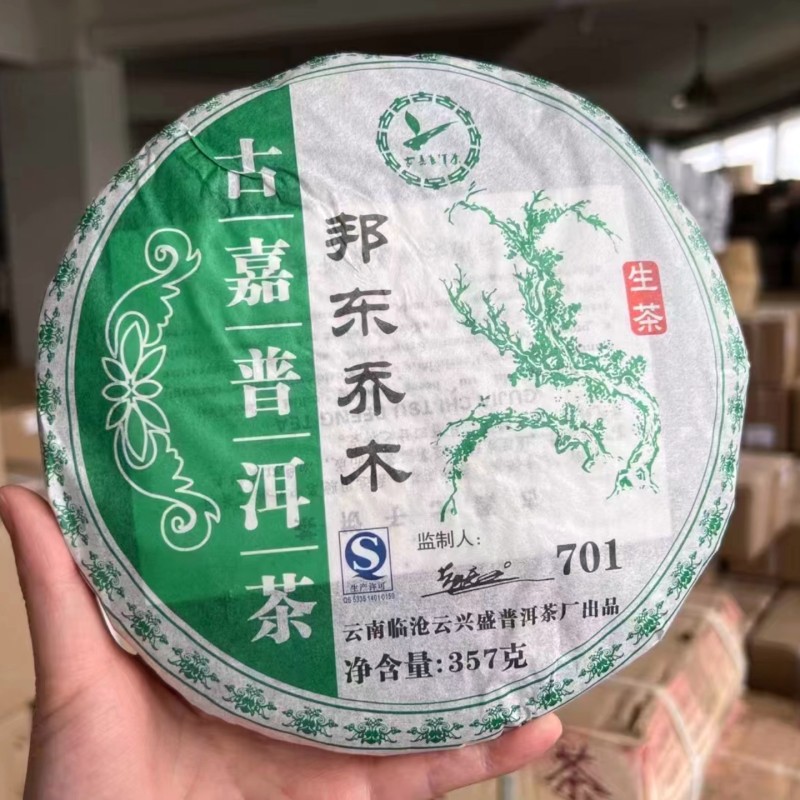 古嘉普洱茶
邦东乔木
生茶
监制人：
701
生产许可
云南临沧云兴盛普洱茶厂出品
净含量:357克
茶